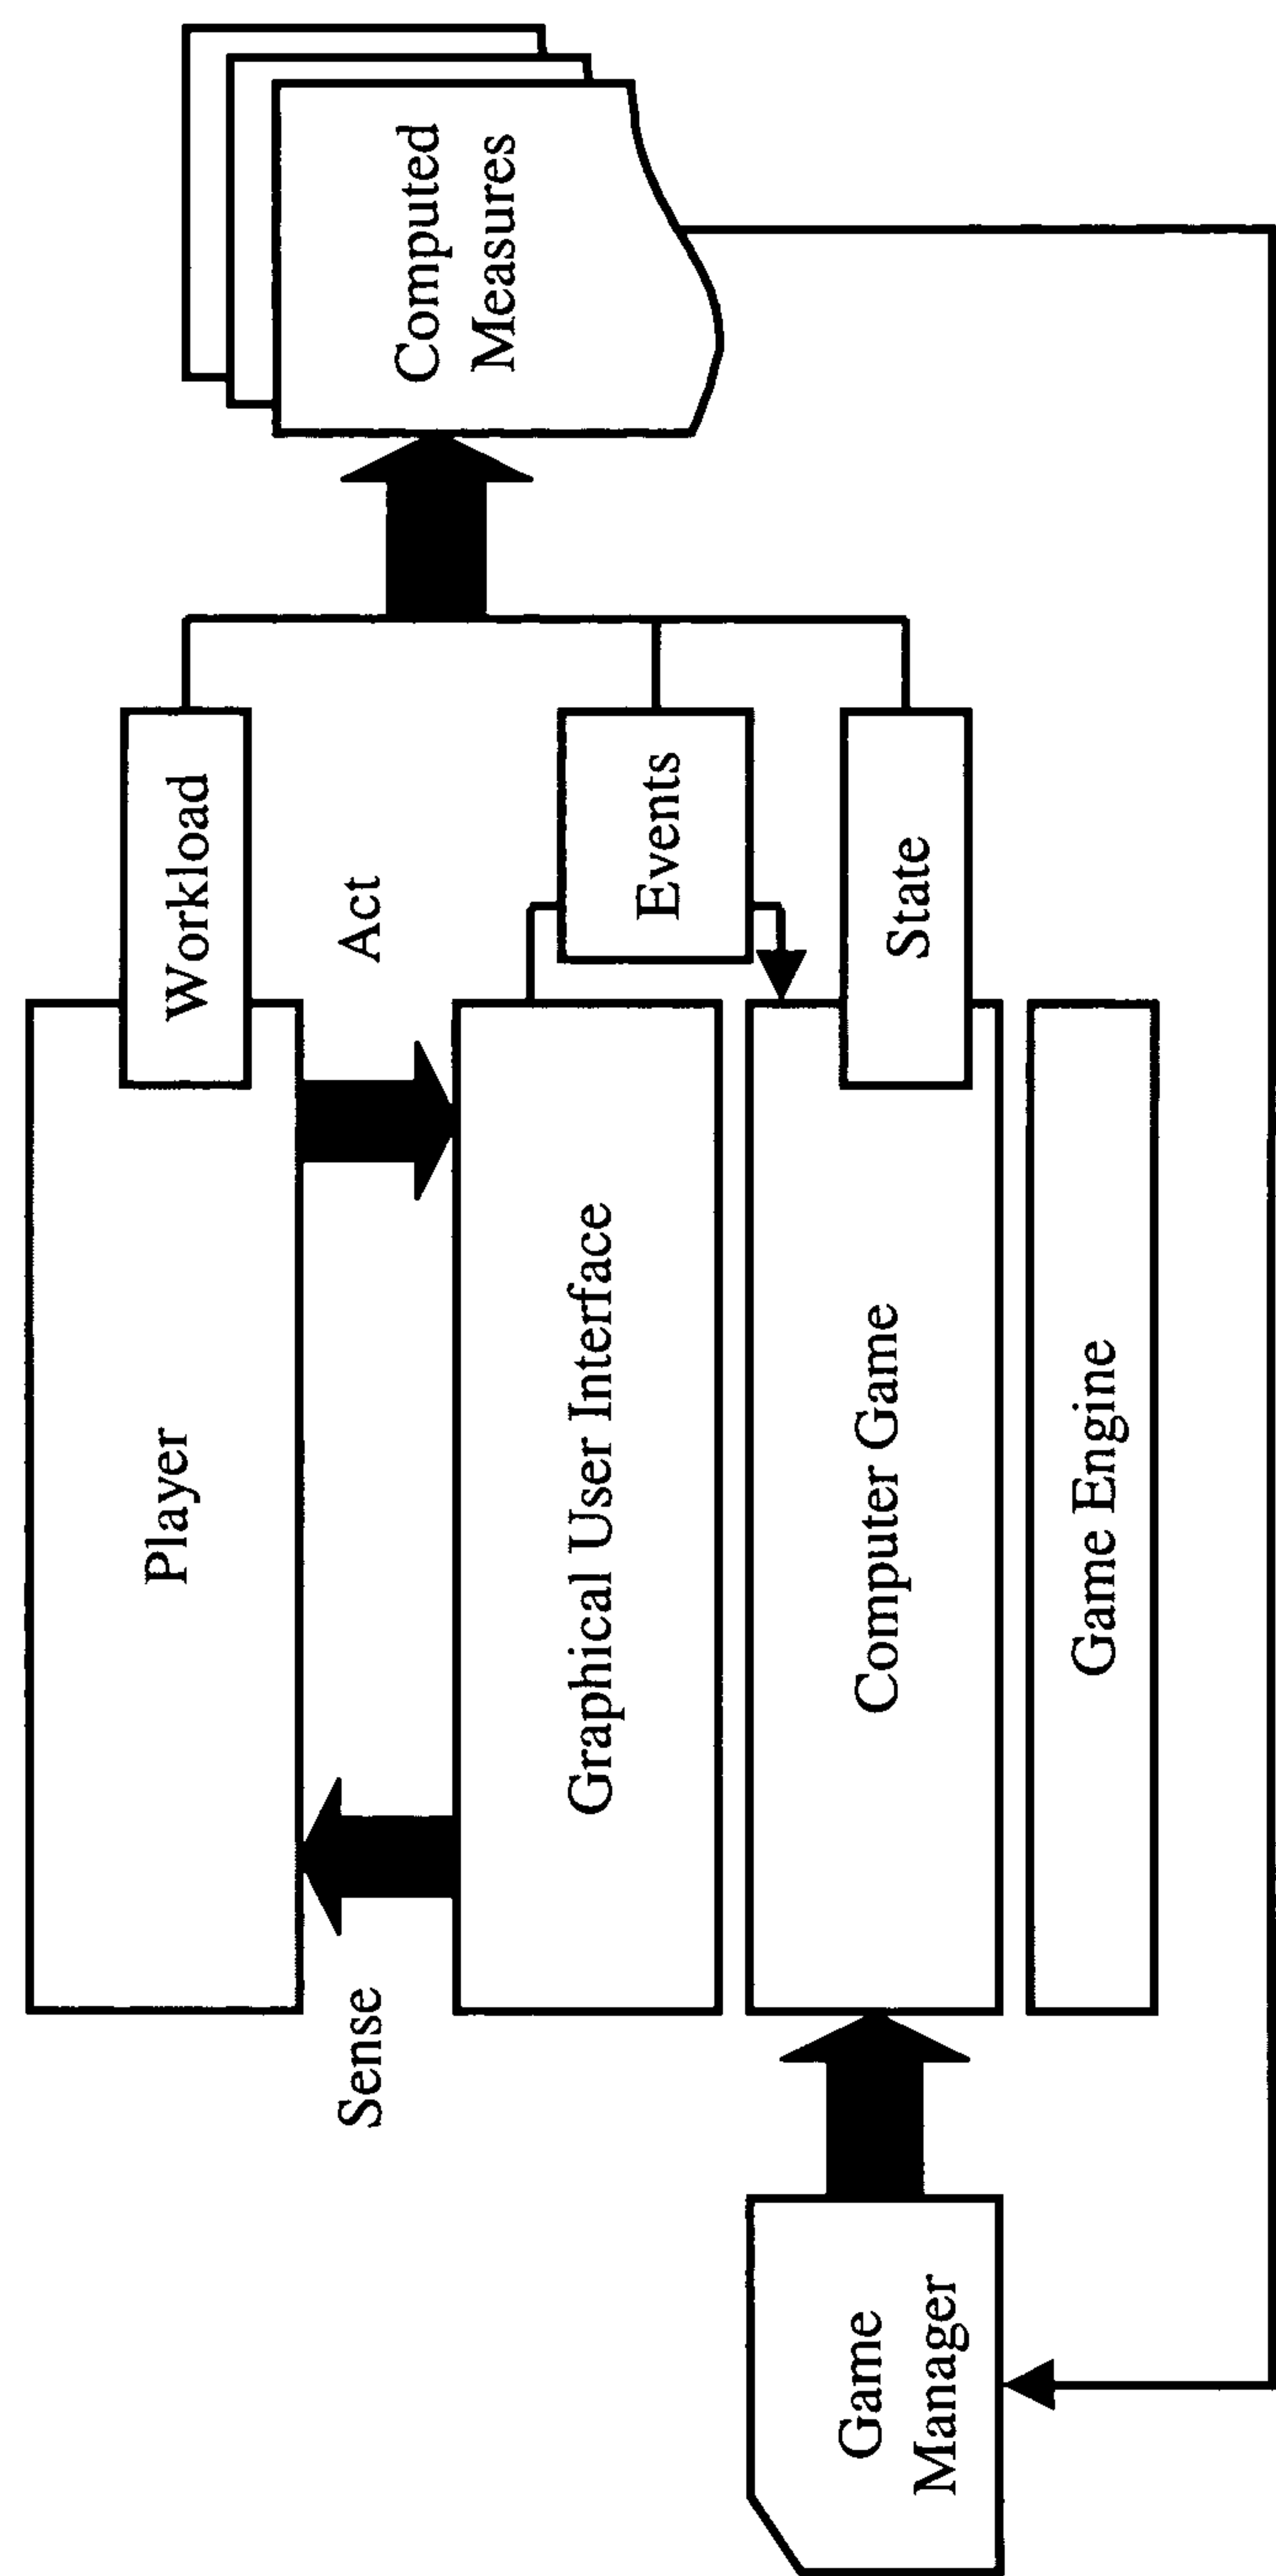 Player
Workload
Sense
Act
Computed
Measures
Graphical User Interface
Events
Game
Manager
Computer Game
State
Game Engine